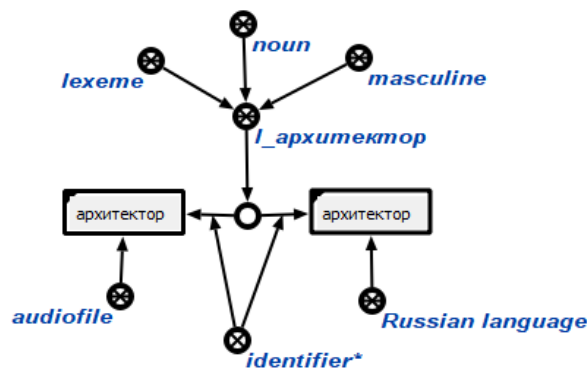 noun
lexeme
masculine
l_архитектор
архитектор
архитектор
audiofile
Russian language
identifier*